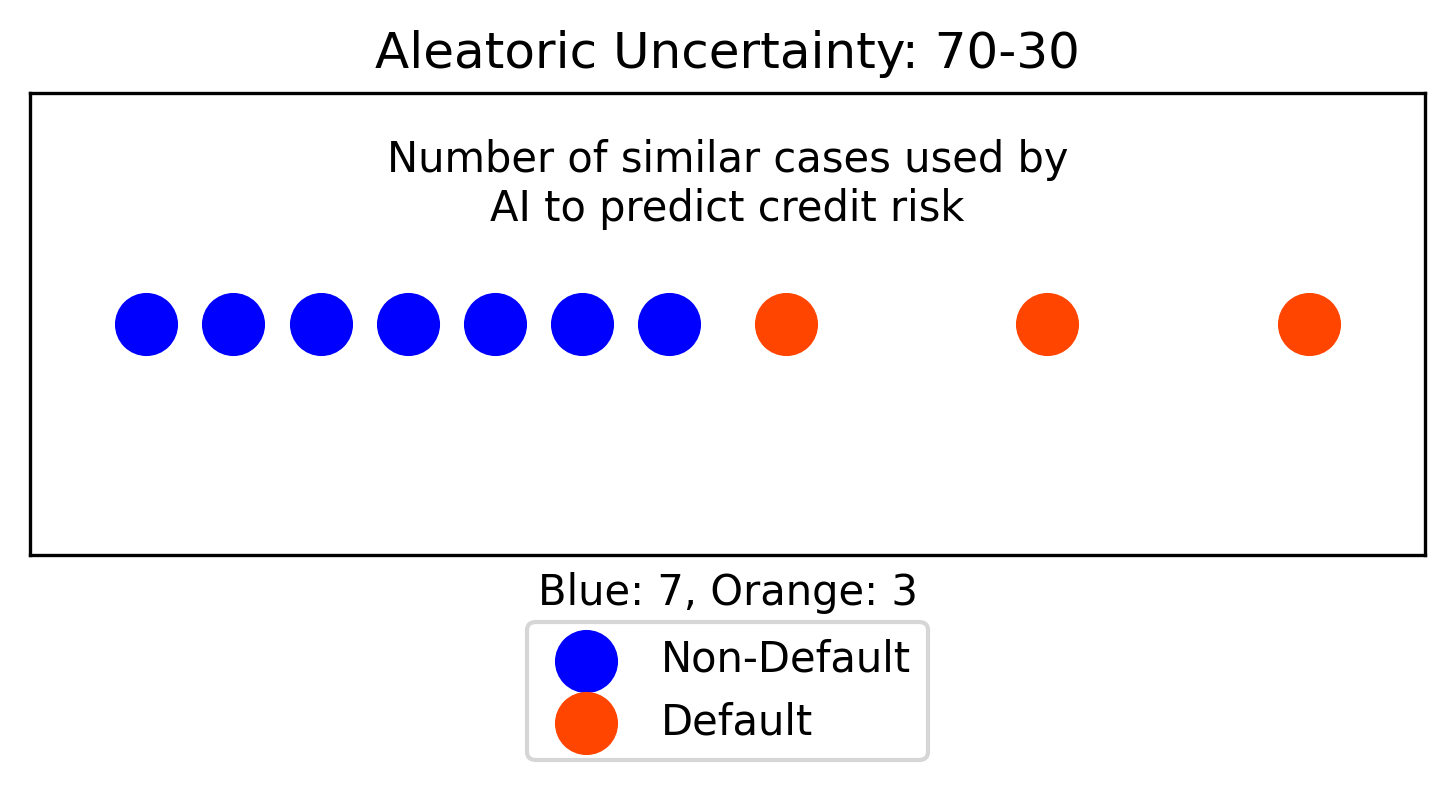 Aleatoric Uncertainty: 70-30
Number of similar cases used by
AI to predict credit risk
Blue: 7, Orange: 3
Non-Default
Default